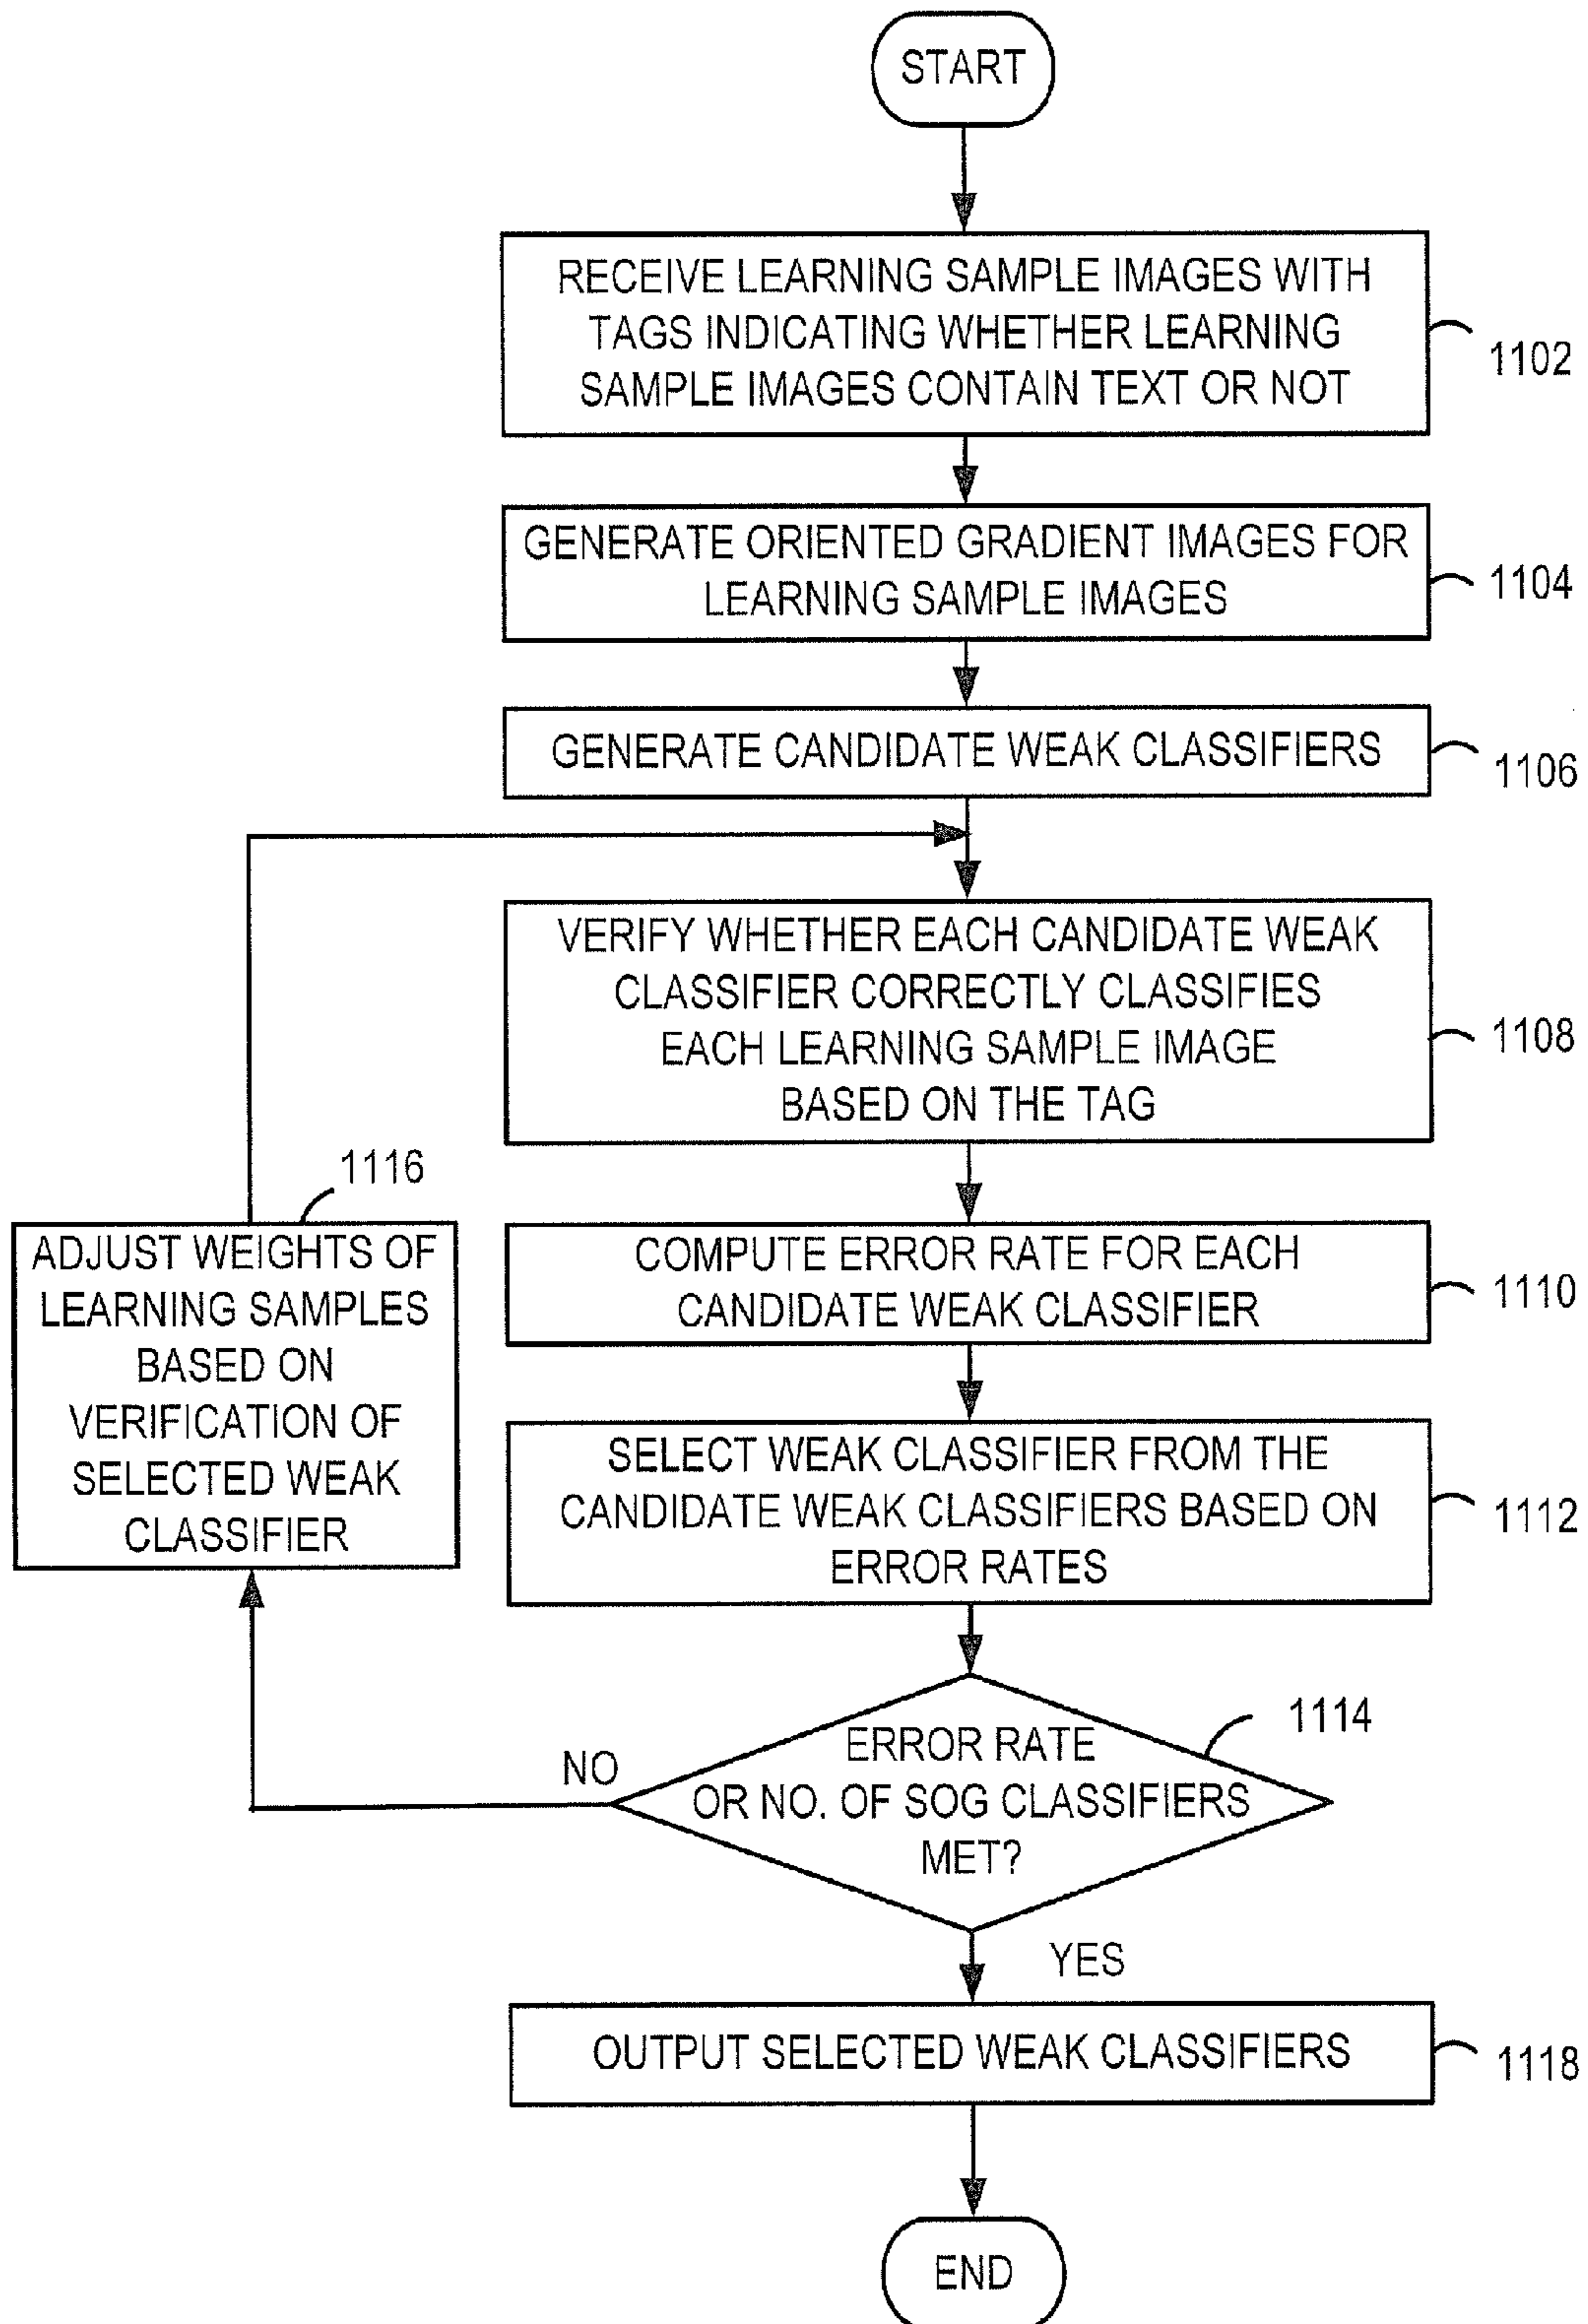 START
RECEIVE LEARNING SAMPLE IMAGES WITH
TAGS INDICATING WHETHER LEARNING
SAMPLE IMAGES CONTAIN TEXT OR NOT
1102
GENERATE ORIENTED GRADIENT IMAGES FOR
LEARNING SAMPLE IMAGES
1104
GENERATE CANDIDATE WEAK CLASSIFIERS
1106
VERIFY WHETHER EACH CANDIDATE WEAK
CLASSIFIER CORRECTLY CLASSIFIES
EACH LEARNING SAMPLE IMAGE
BASED ON THE TAG
1108
1116
ADJUST WEIGHTS OF
LEARNING SAMPLES
BASED ON
VERIFICATION OF
SELECTED WEAK
CLASSIFIER
COMPUTE ERROR RATE FOR EACH
CANDIDATE WEAK CLASSIFIER
1110
SELECT WEAK CLASSIFIER FROM THE
CANDIDATE WEAK CLASSIFIERS BASED ON
ERROR RATES
1112
1114
ERROR RATE
OR NO. OF SOG CLASSIFIERS
MET?
NO
YES
OUTPUT SELECTED WEAK CLASSIFIERS
1118
END